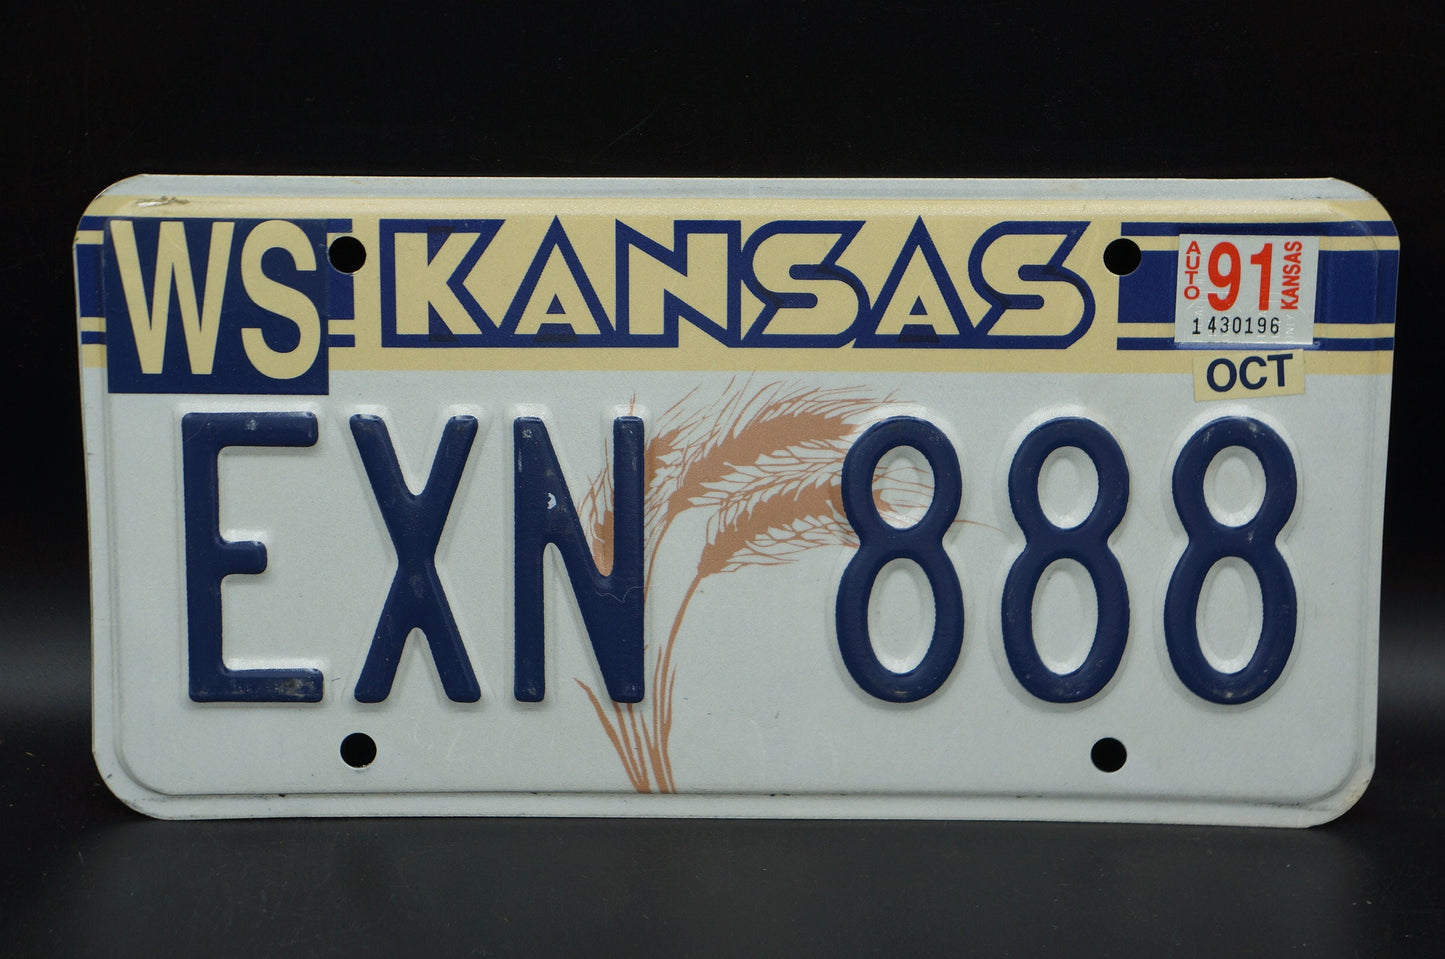 WS
KANSAS
AUTO
91
KANSAS
1430196
OCT
EXN 888